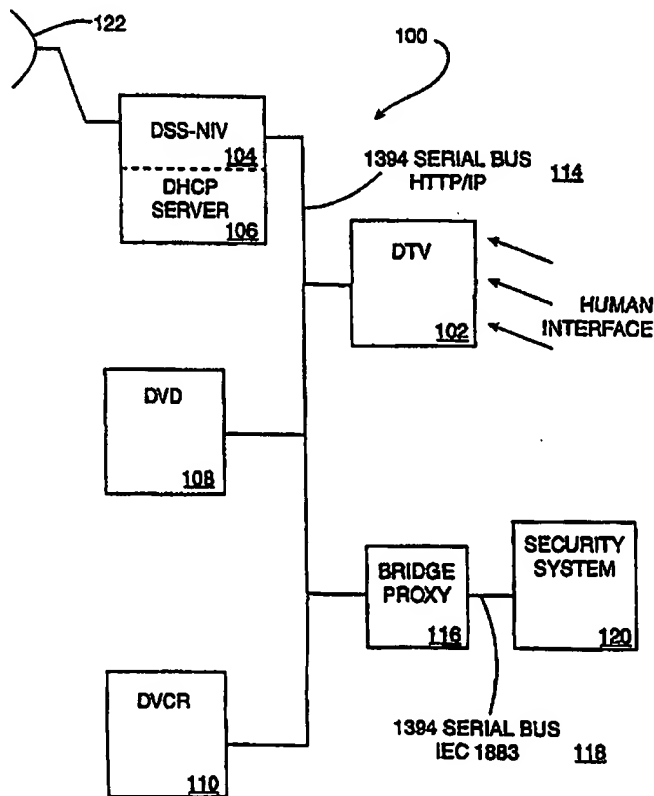 122
100
DSS-NIV
104
DHCP
SERVER
106
1394 SERIAL BUS
HTTP/IP 114
DTV
102
HUMAN
INTERFACE
DVD
108
BRIDGE
PROXY
116
SECURITY
SYSTEM
120
DVCR
110
1394 SERIAL BUS
IEC 1883 118